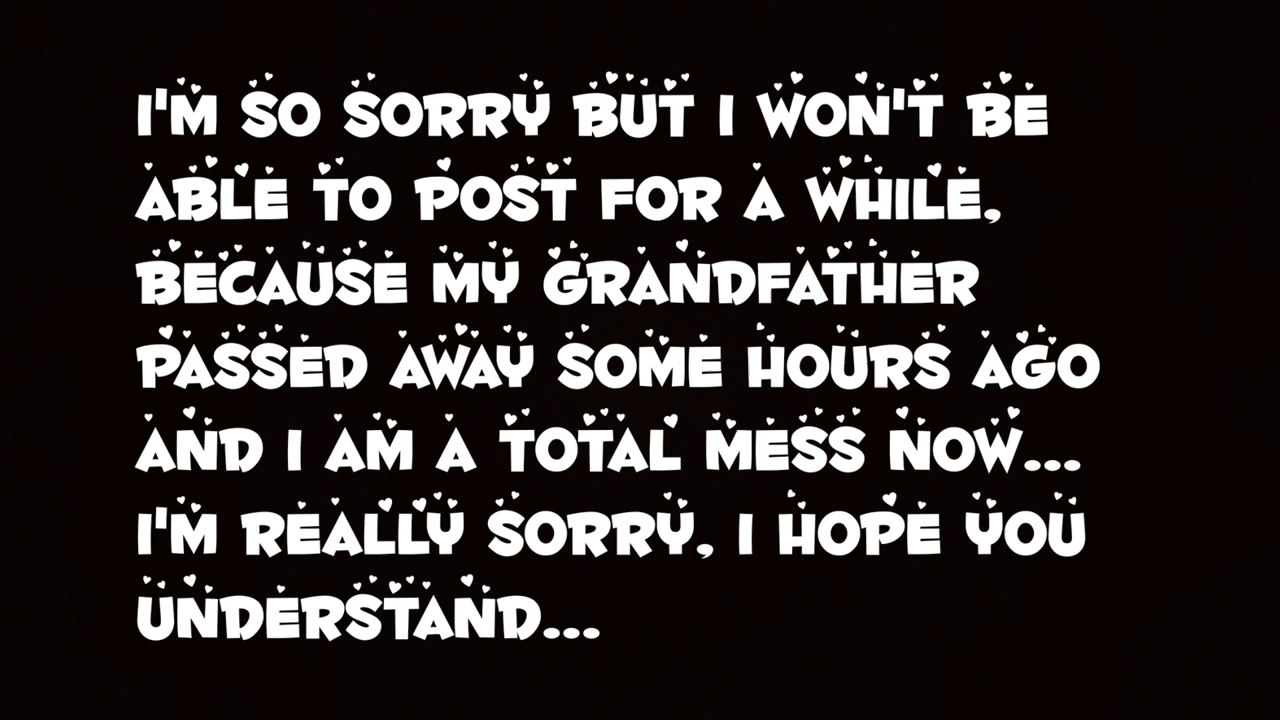 I'M SO SORRY BUT I WON'T BE
ABLE TO POST FOR A WHILE,
BECAUSE MY GRANDFATHER
PASSED AWAY SOME HOURS AGO
AND I AM A TOTAL MESS NOW...
I'M REALLY SORRY, I HOPE YOU
UNDERSTAND...